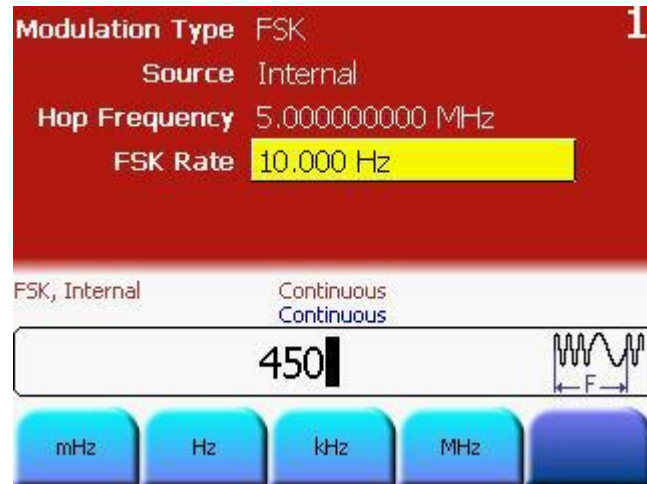 Modulation Type FSK 1
Source Internal
Hop Frequency 5.000000000 MHz
FSK Rate 10.000 Hz
FSK, Internal Continuous
Continuous
450
F
mHz Hz kHz MHz